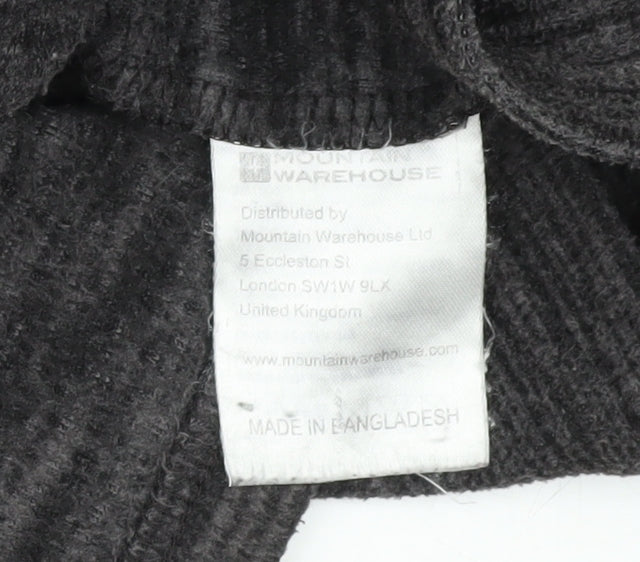 MOUNTAIN
WAREHOUSE
Distributed by
Mountain Warehouse Ltd
5 Eccleston St
London SW1W 9LX
United Kingdom
www.mountainwarehouse.com
MADE IN BANGLADESH